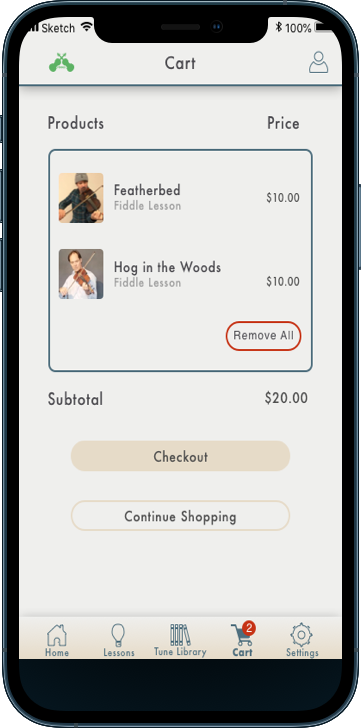 Sketch 100%
Cart
Products Price
Featherbed
Fiddle Lesson
$10.00
Hog in the Woods
Fiddle Lesson
$10.00
Remove All
Subtotal $20.00
Checkout
Continue Shopping
2
Home Lessons Tune Library Cart Settings